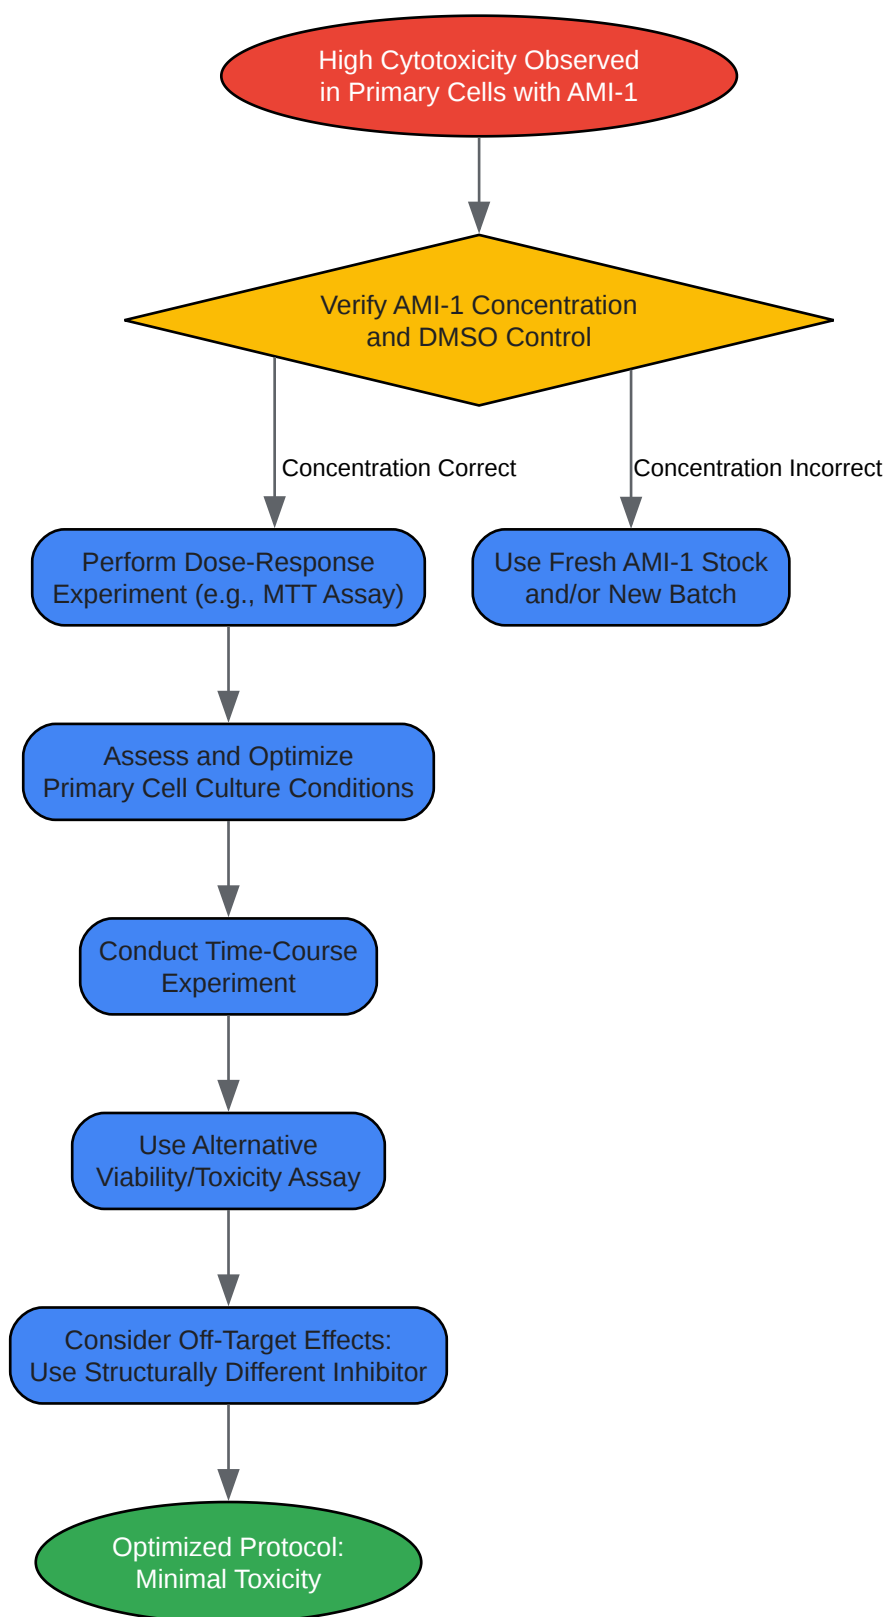 High Cytotoxicity Observed
in Primary Cells with AMI-1
Verify AMI-1 Concentration
and DMSO Control
Concentration Correct
Concentration Incorrect
Perform Dose-Response
Experiment (e.g., MTT Assay)
Use Fresh AMI-1 Stock
and/or New Batch
Assess and Optimize
Primary Cell Culture Conditions
Conduct Time-Course
Experiment
Use Alternative
Viability/Toxicity Assay
Consider Off-Target Effects:
Use Structurally Different Inhibitor
Optimized Protocol:
Minimal Toxicity